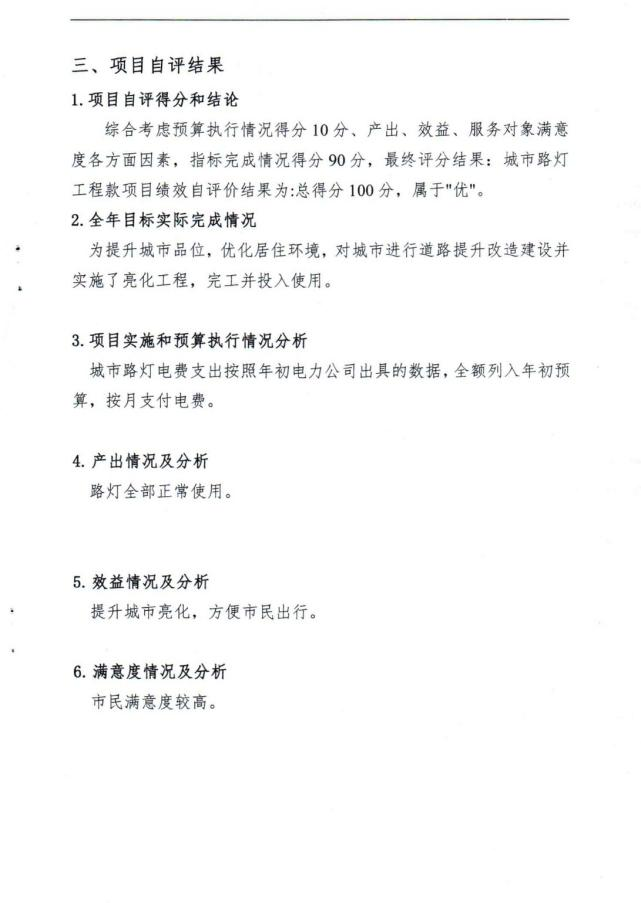 三、项目自评结果
1.项目自评得分和结论
综合考虑预算执行情况得分 10 分、产出、效益、服务对象满意
度各方面因素，指标完成情况得分 90 分，最终评分结果：城市路灯
工程款项目绩效自评价结果为:总得分 100 分，属于"优"。
2.全年目标实际完成情况
为提升城市品位，优化居住环境，对城市进行道路提升改造建设并
实施了亮化工程，完工并投入使用。
3.项目实施和预算执行情况分析
城市路灯电费支出按照年初电力公司出具的数据,全额列入年初预
算，按月支付电费。
4.产出情况及分析
路灯全部正常使用。
5.效益情况及分析
提升城市亮化，方便市民出行。
6.满意度情况及分析
市民满意度较高。